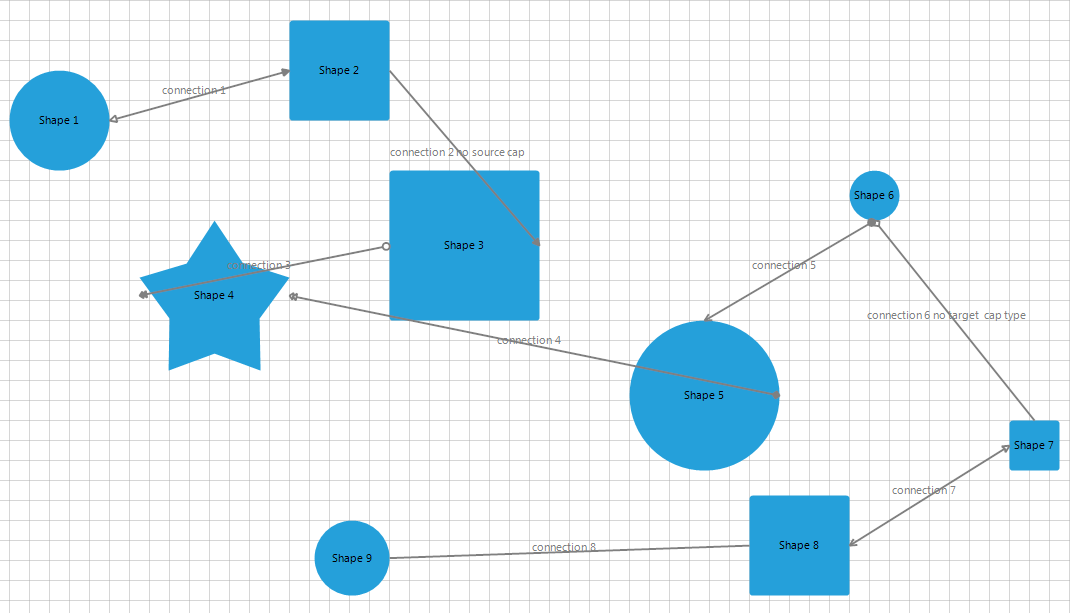 Shape 2
connection 1
Shape 1
connection 2 no source cap
Shape 6
Shape 3
connection 3
connection 5
Shape 4
connection 6 no target  cap type
connection 4
Shape 5
Shape 7
connection 7
Shape 8
connection 8
Shape 9